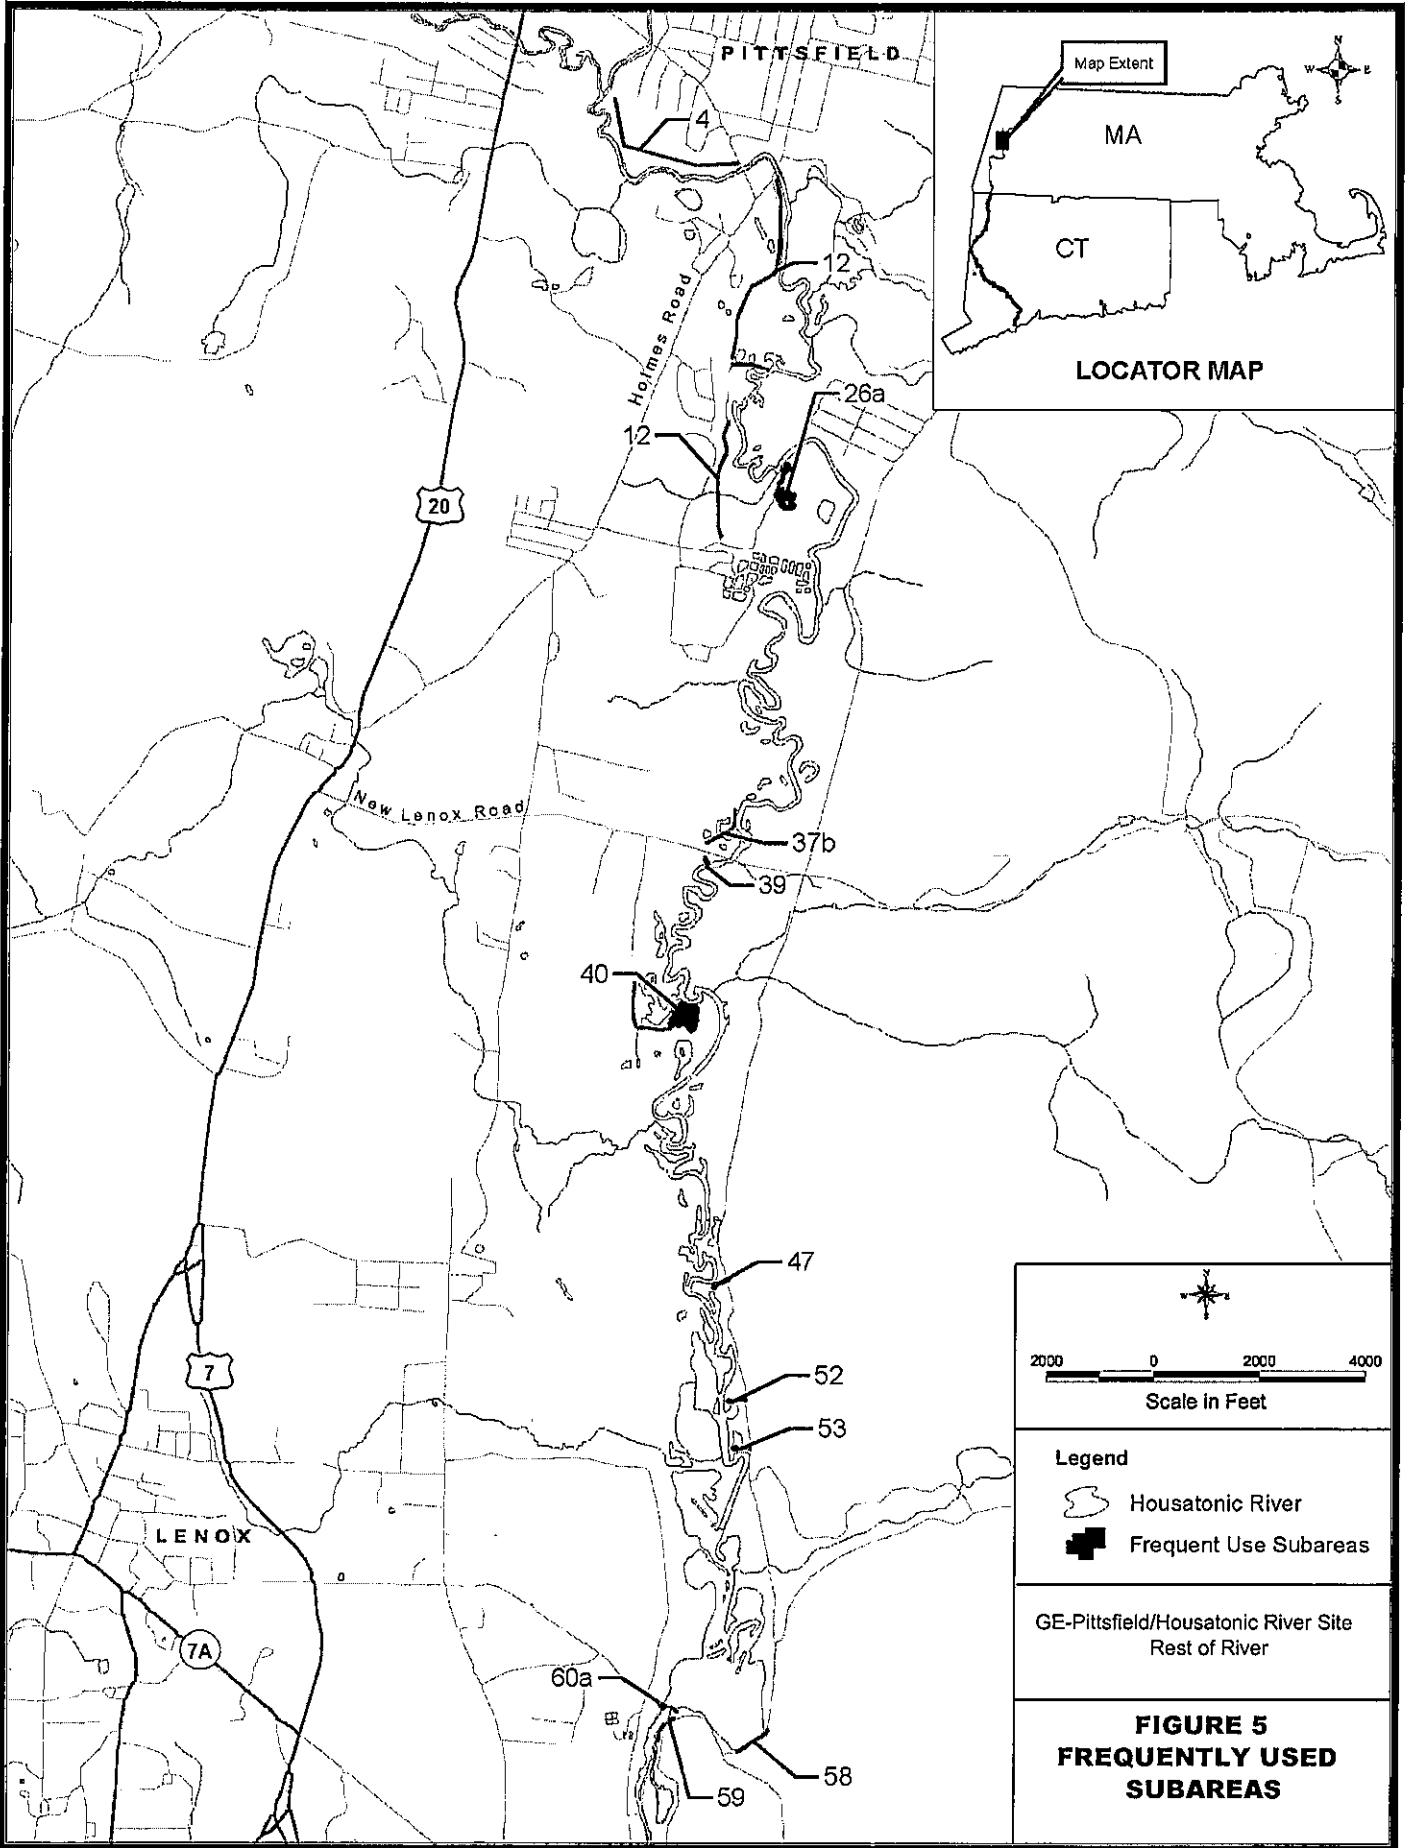 PITTSFIELD
4
12
Holmes Road
26a
12
20
New Lenox Road
37b
39
40
47
7
52
53
LENOX
7A
60a
58
59
Map Extent
N
W E
S
MA
CT
LOCATOR MAP
N
W E
S
2000 0 2000 4000
Scale in Feet
Legend
Housatonic River
Frequent Use Subareas
GE-Pittsfield/Housatonic River Site
Rest of River
FIGURE 5
FREQUENTLY USED
SUBAREAS